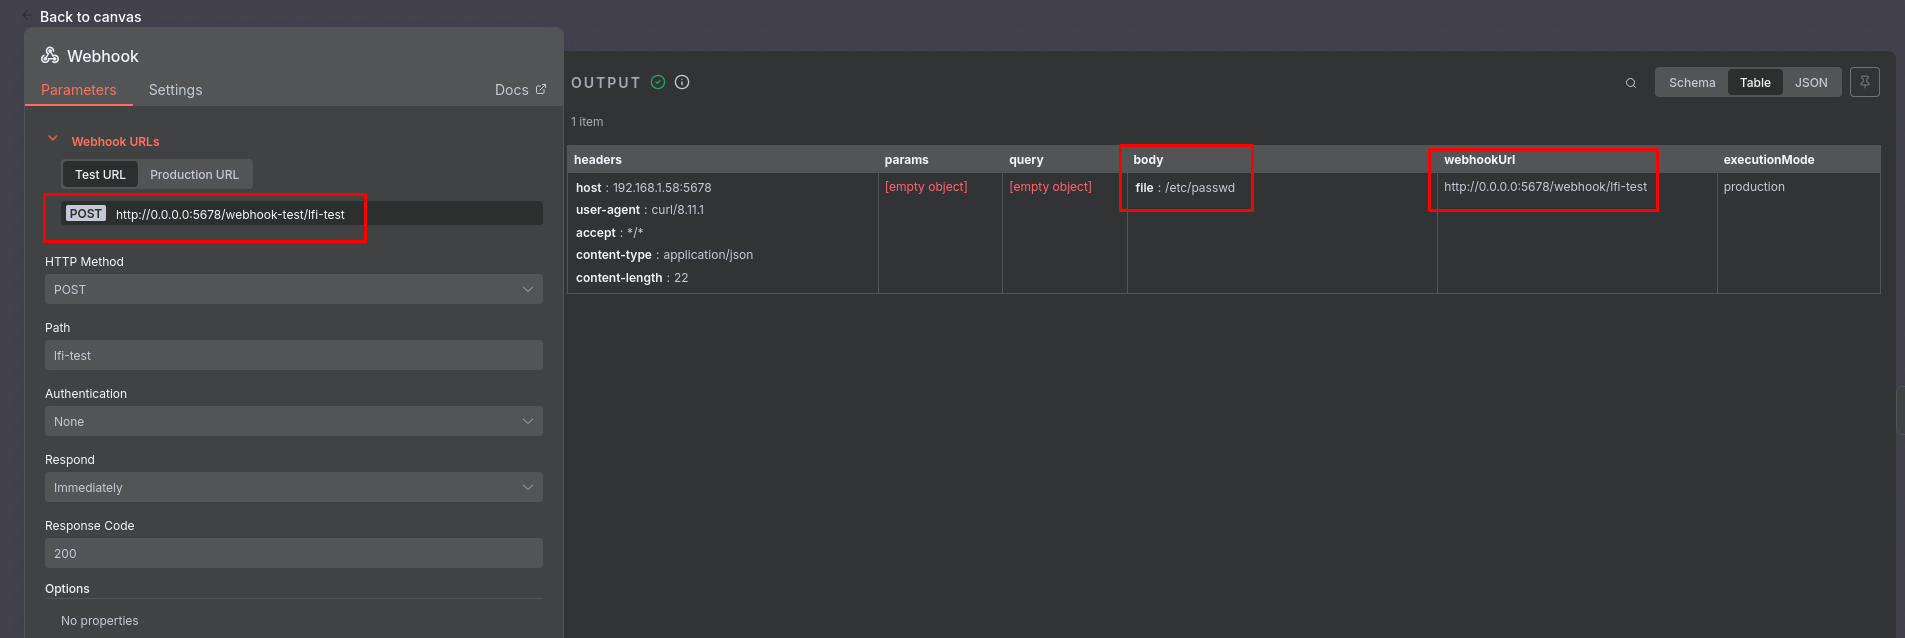 Back to canvas
Webhook
Parameters Settings Docs
Webhook URLs
Test URL Production URL
POST http://0.0.0.0:5678/webhook-test/lfi-test
HTTP Method
POST
Path
lfi-test
Authentication
None
Respond
Immediately
Response Code
200
Options
No properties
OUTPUT
Schema Table JSON
1 item
headers params query body webhookUrl executionMode
host : 192.168.1.58:5678 [empty object] [empty object] file : /etc/passwd http://0.0.0.0:5678/webhook/lfi-test production
user-agent : curl/8.11.1
accept : */*
content-type : application/json
content-length : 22